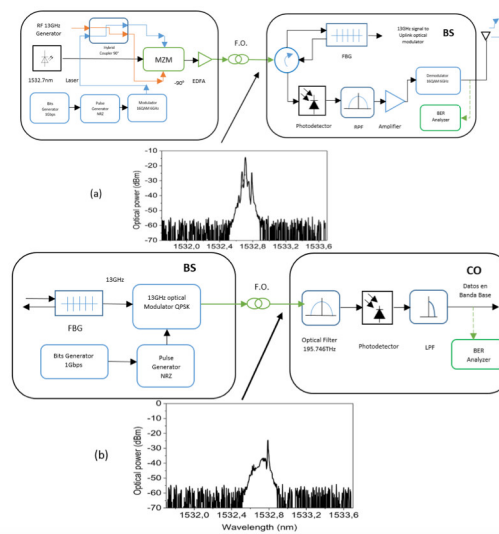 RF 13GHz
Generator
Hybrid
Coupler 90°
MZM
1532.7nm
Laser
-90°
EDFA
F.O.
Bits
Generator
Pulse
Generator
NRZ
Modulator
BS
FBG
13GHz signal to
Uplink optical
modulator
Photodetector
BPF
Amplifier
Demodulator
BER
Analyzer
(a)
Optical power (dBm)
-10
-20
-30
-40
-50
-60
-70
1532,0
1532,4
1532,8
1533,2
1533,6
BS
FBG
13GHz
13GHz optical
Modulator QPSK
Bits Generator
1Gbps
Pulse
Generator
NRZ
F.O.
CO
Optical Filter
195.746THz
Photodetector
LPF
Datos en
Banda Base
BER
Analyzer
(b)
Optical power (dBm)
0
-10
-20
-30
-40
-50
-60
-70
1532,0
1532,4
1532,8
1533,2
1533,6
Wavelength (nm)